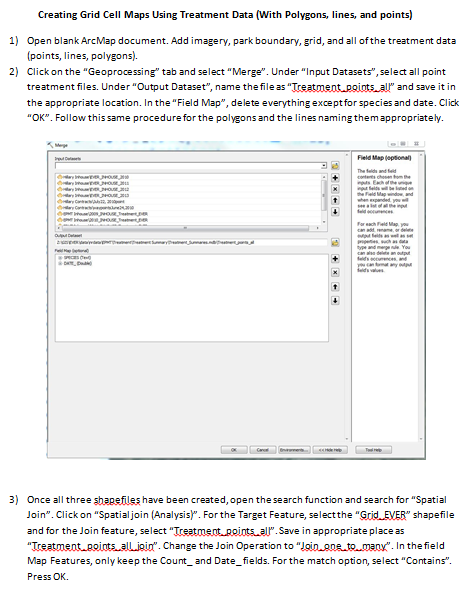 Creating Grid Cell Maps Using Treatment Data (With Polygons, lines, and points)
1) Open blank ArcMap document. Add imagery, park boundary, grid, and all of the treatment data
(points, lines, polygons).
2) Click on the “Geoprocessing” tab and select “Merge”. Under “Input Datasets”, select all point
treatment files. Under “Output Dataset”, name the file as “Treatment_points_all” and save it in
the appropriate location. In the “Field Map”, delete everything except for species and date. Click
“OK”. Follow this same procedure for the polygons and the lines naming them appropriately.
Merge
Input Datasets
Output Dataset
Field Map (optional)
SPECIES (Text)
DATE_ (Double)
OK Cancel Environments... << Hide Help Tool Help
Field Map (optional)
The fields and field
contents chosen from the
inputs. Each of the unique
input fields will be listed on
the Field Map window, and
when expanded, you will
see a list of all the input
field occurrences.
For each Field Map, you
can add, rename, or delete
output fields as well as set
properties, such as data
type and merge rule. You
can also delete an output
field's occurrences, and
you can format any output
field's values.
3) Once all three shapefiles have been created, open the search function and search for “Spatial
Join”. Click on “Spatial join (Analysis)”. For the Target Feature, select the “Grid_EVER” shapefile
and for the Join feature, select “Treatment_points_all”. Save in appropriate place as
“Treatment_points_all_join”. Change the Join Operation to “Join_one_to_many”. In the field
Map Features, only keep the Count_ and Date_ fields. For the match option, select “Contains”.
Press OK.